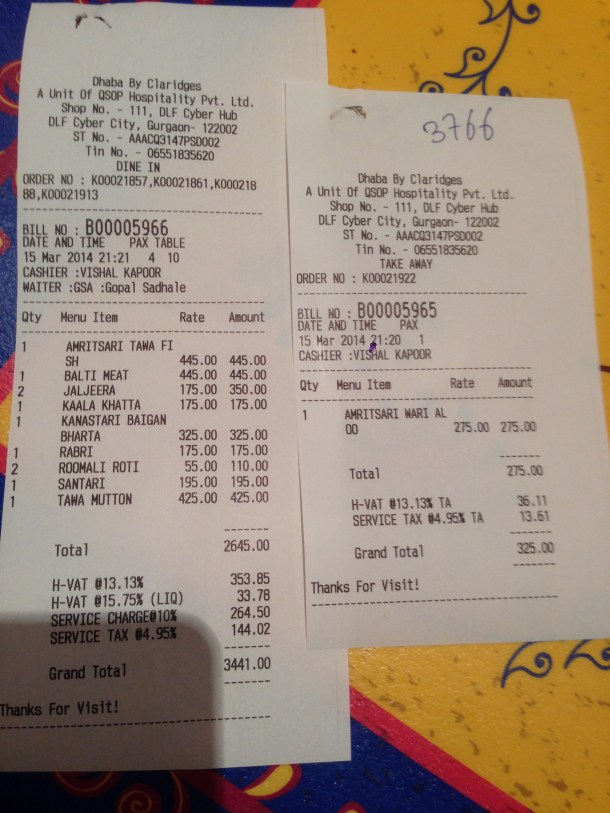 Dhaba By Claridges
A Unit Of QSOP Hospitality Pvt. Ltd.
Shop No. - 111, DLF Cyber Hub
DLF Cyber City, Gurgaon- 122002
ST No. - AAACQ3147PSD002
Tin No. - 06551835620
DINE IN
ORDER NO : K00021857,K00021861,K000218
88,K00021913
BILL NO : B00005966
DATE AND TIME PAX TABLE
15 Mar 2014 21:21 4 10
CASHIER :VISHAL KAPOOR
WAITER :GSA :Gopal Sadhale
Qty Menu Item Rate Amount
1 AMRITSARI TAWA FI
SH 445.00 445.00
1 BALTI MEAT 445.00 445.00
2 JALJEERA 175.00 350.00
1 KAALA KHATTA 175.00 175.00
1 KANASTARI BAIGAN
BHARTA 325.00 325.00
1 RABRI 175.00 175.00
2 ROOMALI ROTI 55.00 110.00
1 SANTARI 195.00 195.00
1 TAWA MUTTON 425.00 425.00
Total 2645.00
H-VAT @13.13% 353.85
H-VAT @15.75% (LIQ) 33.78
SERVICE CHARGE@10% 264.50
SERVICE TAX @4.95% 144.02
Grand Total 3441.00
Thanks For Visit!
3766
Dhaba By Claridges
A Unit Of QSOP Hospitality Pvt. Ltd.
Shop No. - 111, DLF Cyber Hub
DLF Cyber City, Gurgaon- 122002
ST No. - AAACQ3147PSD002
Tin No. - 06551835620
TAKE AWAY
ORDER NO : K00021922
BILL NO : B00005965
DATE AND TIME PAX
15 Mar 2014 21:20 1
CASHIER :VISHAL KAPOOR
Qty Menu Item Rate Amount
1 AMRITSARI WARI AL
OO 275.00 275.00
Total 275.00
H-VAT @13.13% TA 36.11
SERVICE TAX @4.95% TA 13.61
Grand Total 325.00
Thanks For Visit!